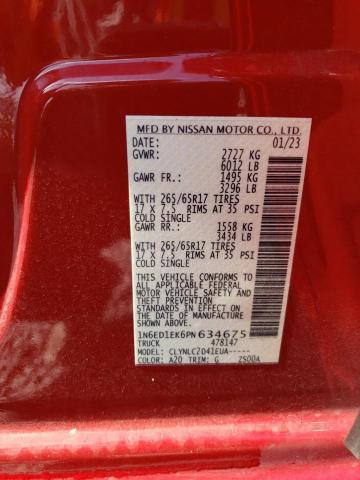 MFD BY NISSAN MOTOR CO., LTD.
DATE: 01/23
GVWR: 2727 KG
6012 LB
GAWR FR.: 1495 KG
3296 LB
WITH 265/65R17 TIRES
17 X 7.5 RIMS AT 35 PSI
COLD SINGLE
GAWR RR.: 1558 KG
3434 LB
WITH 265/65R17 TIRES
17 X 7.5 RIMS AT 35 PSI
COLD SINGLE
THIS VEHICLE CONFORMS TO
ALL APPLICABLE FEDERAL
MOTOR VEHICLE SAFETY
STANDARDS IN EFFECT ON
THE DATE OF MANUFACTURE
SHOWN ABOVE
1N6ED1EK6PN634675
TRUCK 478147
MODEL: CLYNLC2D41EUA-----
COLOR: A20 TRIM: G Z500A